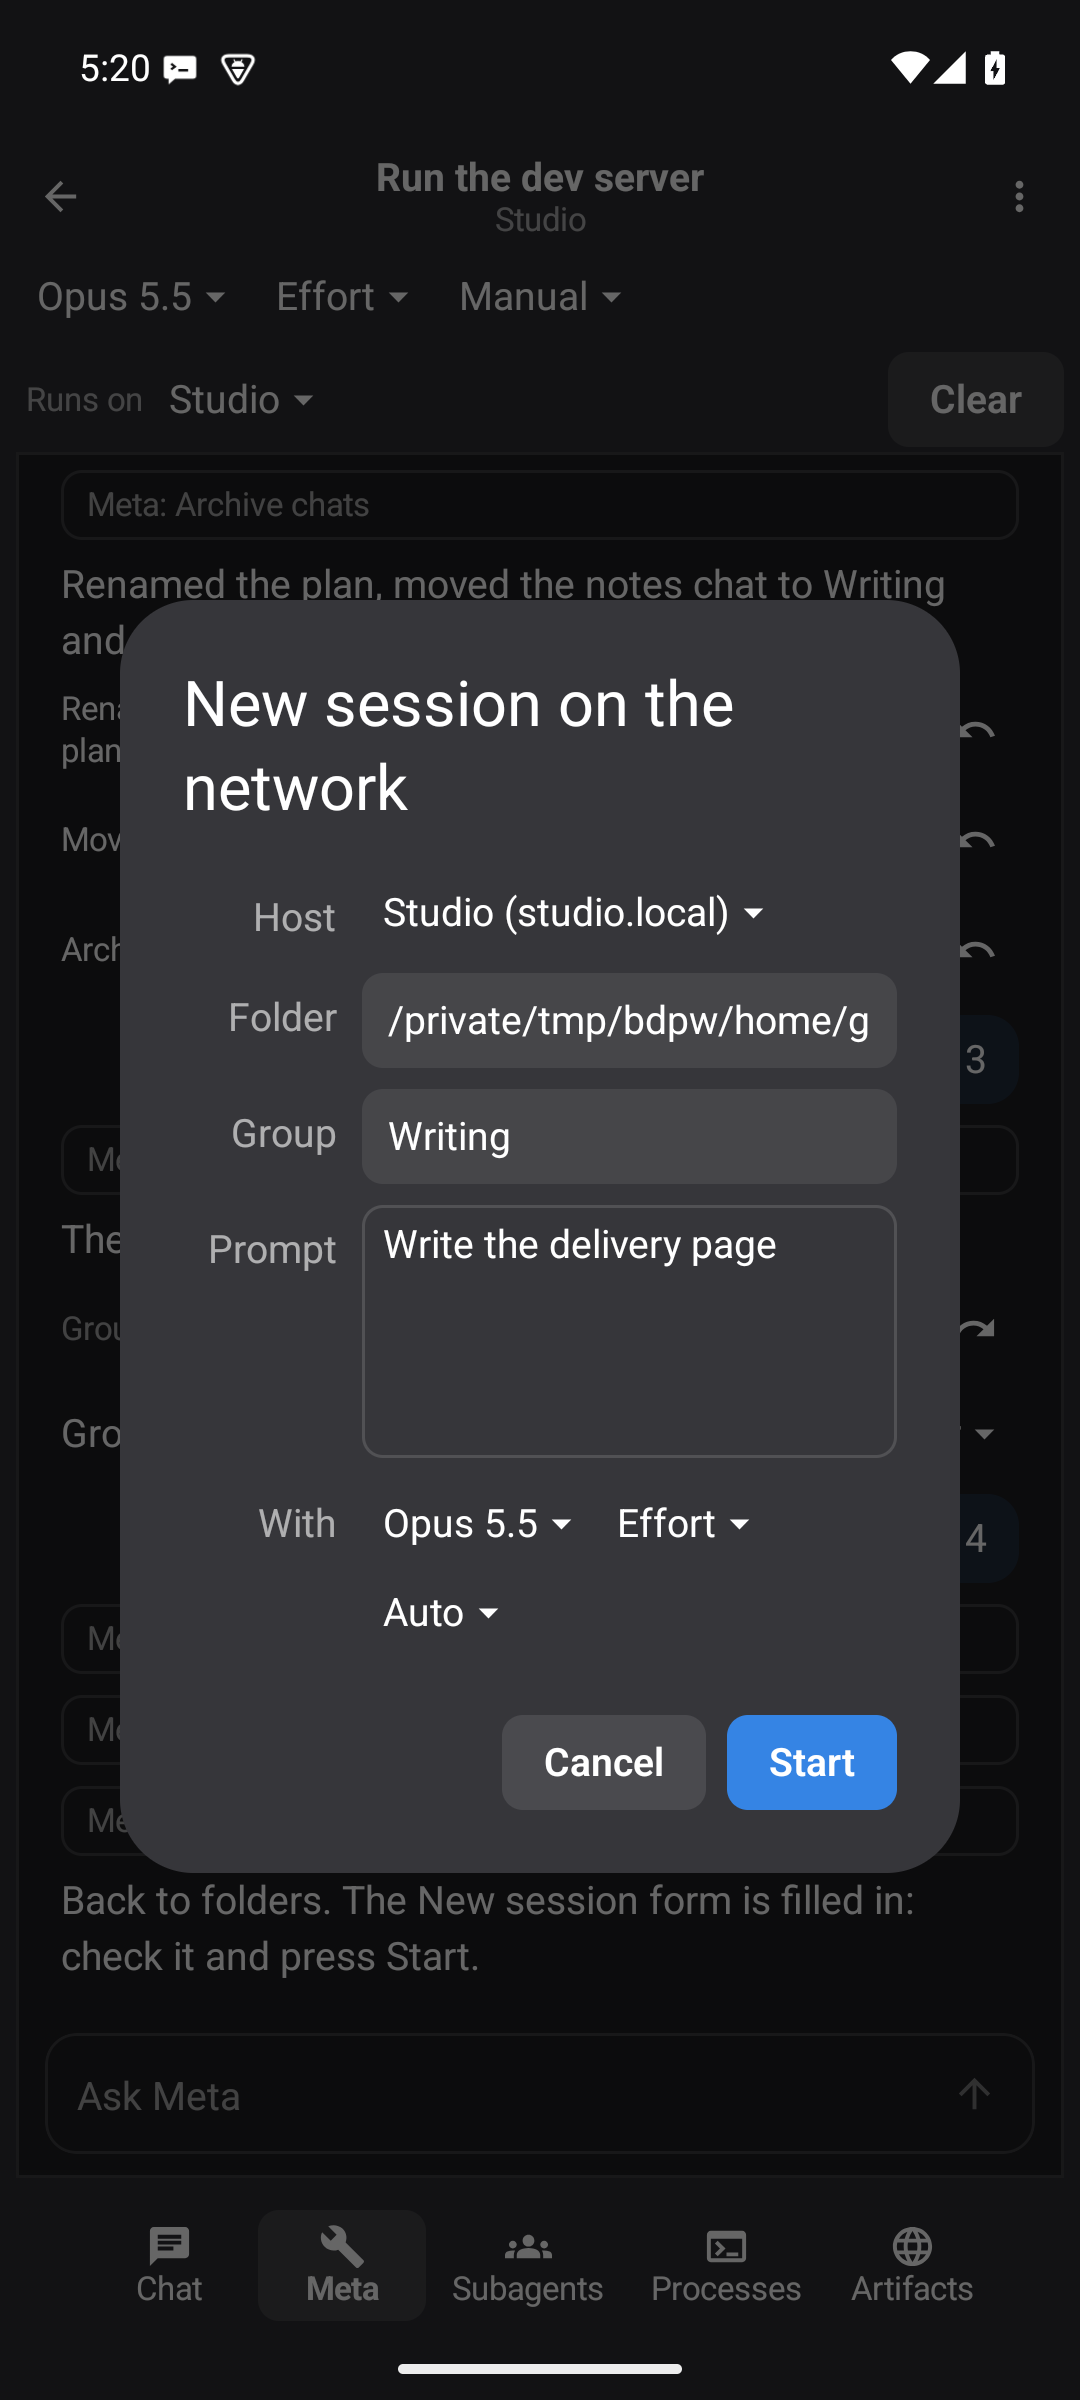 5:20
Run the dev server
Studio
Opus 5.5 Effort Manual
Runs on Studio Clear
Meta: Archive chats
Renamed the plan, moved the notes chat to Writing
and
New session on the
network
Host Studio (studio.local)
Folder /private/tmp/bdpw/home/g
Group Writing
Prompt Write the delivery page
With Opus 5.5 Effort
Auto
Cancel Start
3
The
4
Back to folders. The New session form is filled in:
check it and press Start.
Ask Meta
Chat Meta Subagents Processes Artifacts